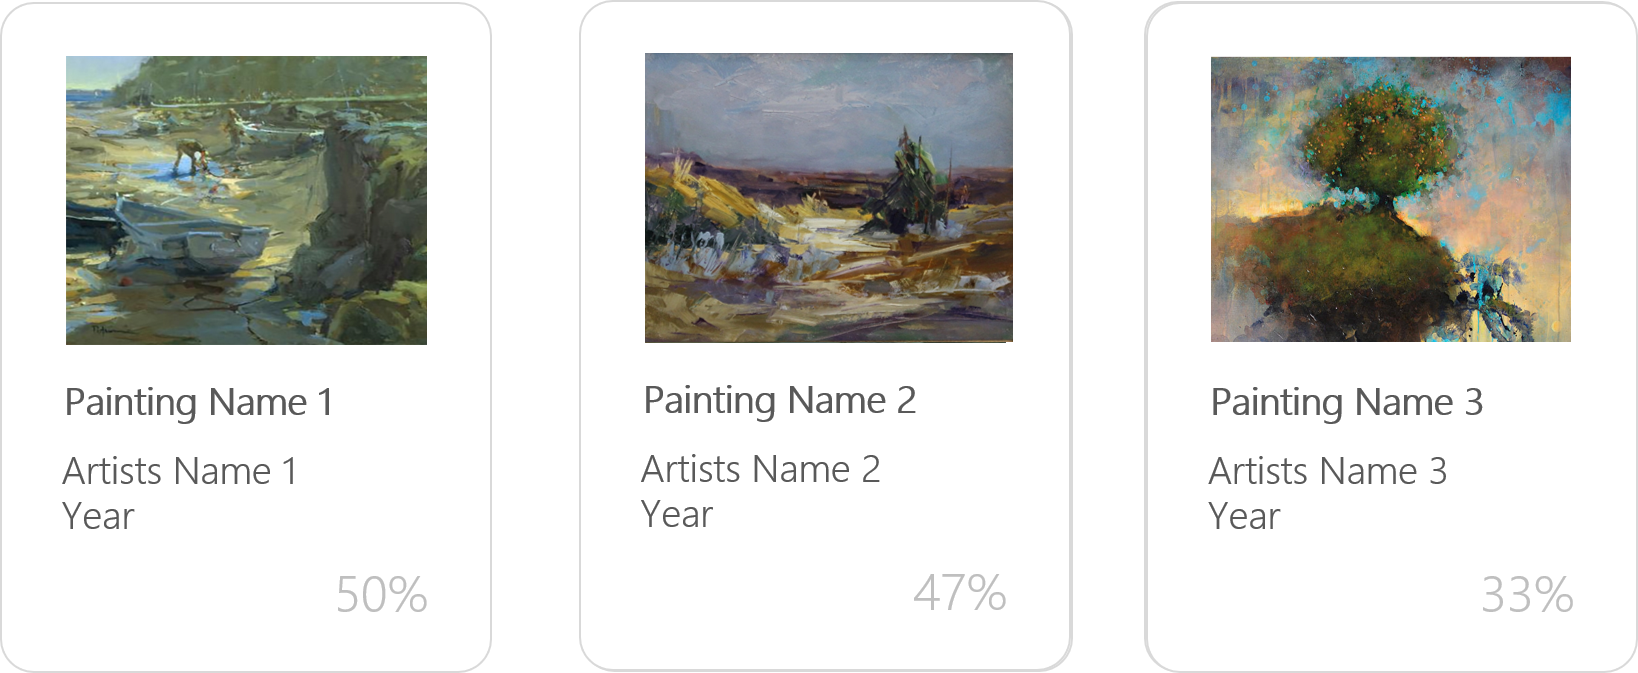 Painting Name 1
Artists Name 1
Year
50%
Painting Name 2
Artists Name 2
Year
47%
Painting Name 3
Artists Name 3
Year
33%